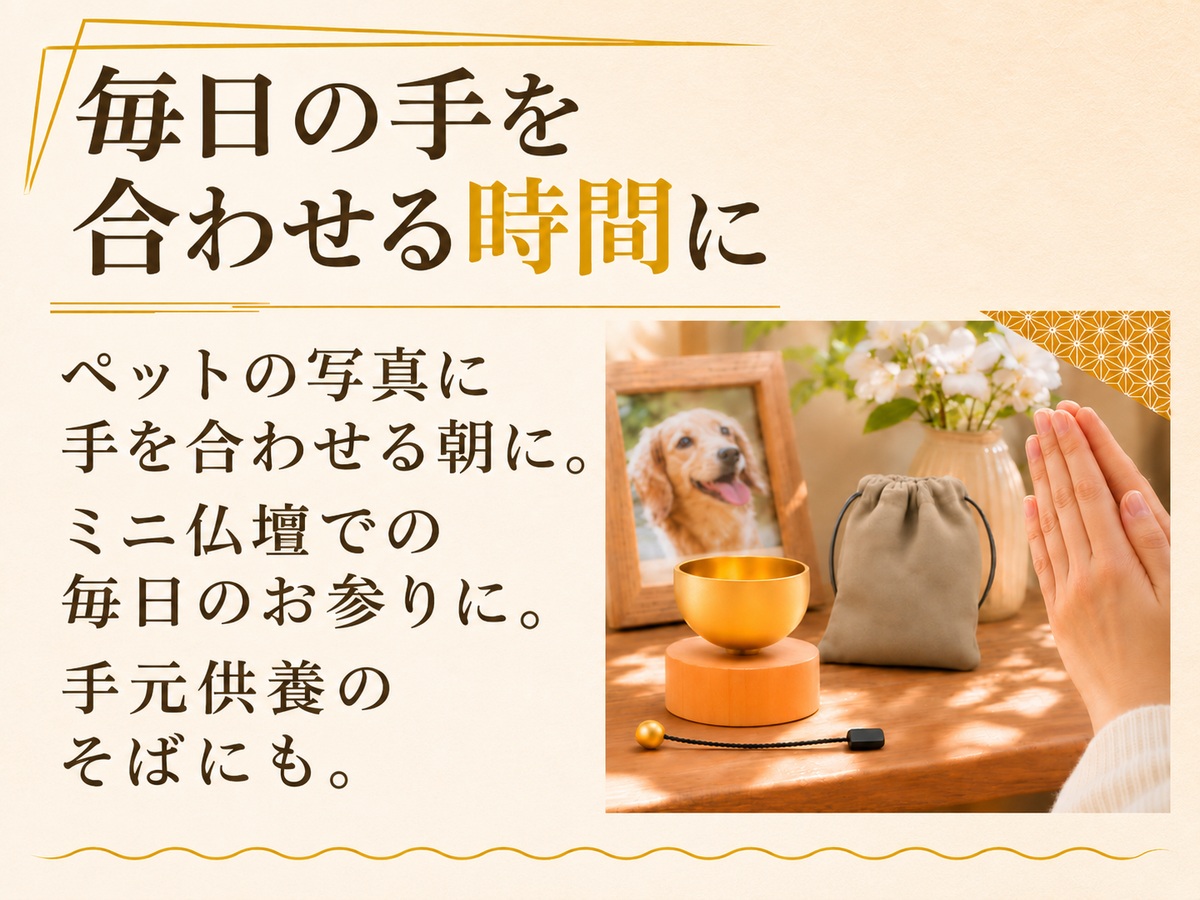 毎日の手を
合わせる時間に
ペットの写真に
手を合わせる朝に。
ミニ仏壇での
毎日のお参りに。
手元供養の
そばにも。